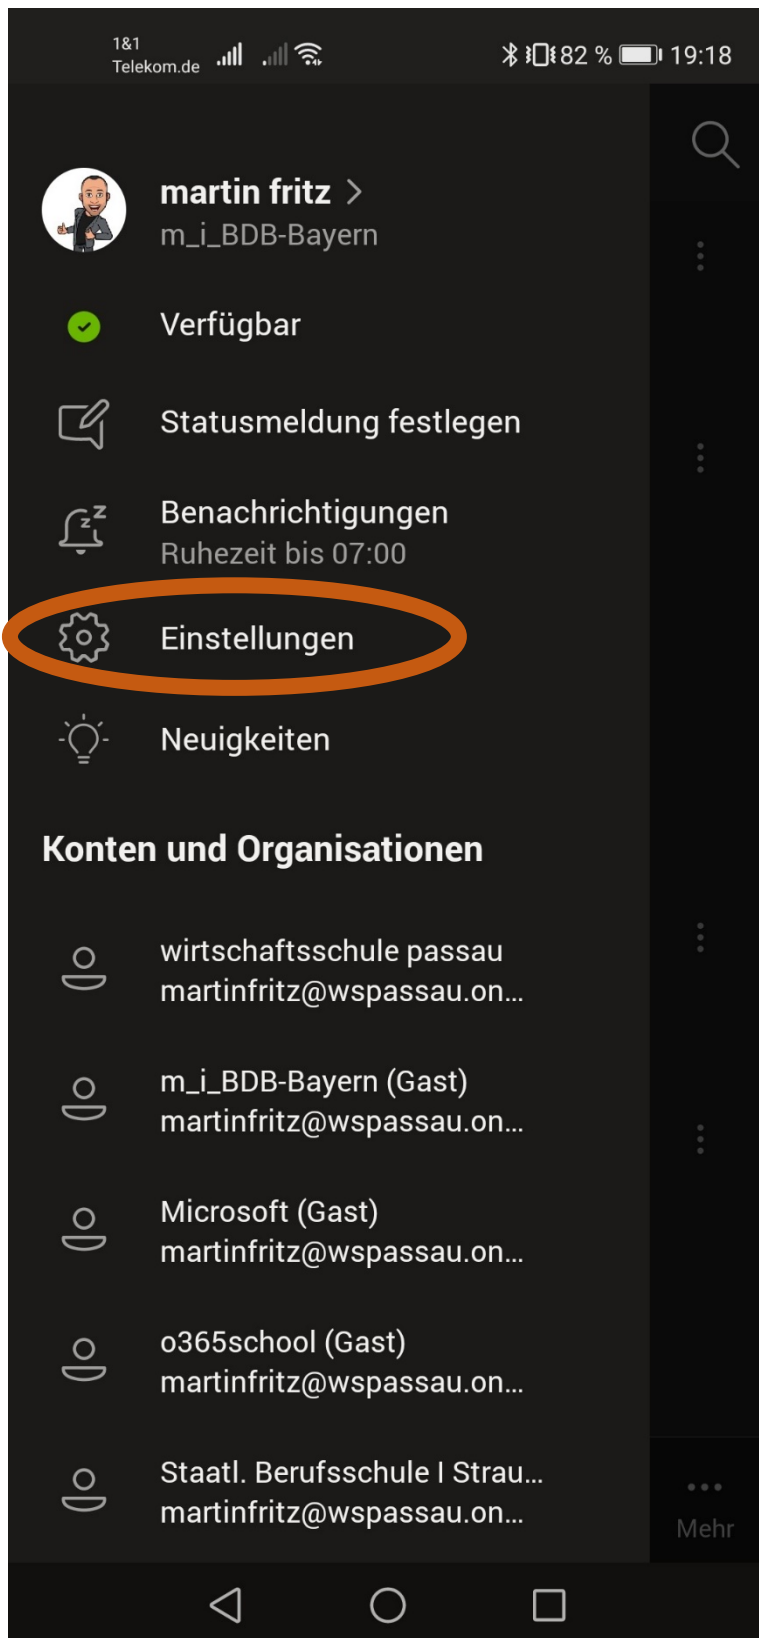 1&1
Telekom.de
82 %
19:18
martin fritz
m_i_BDB-Bayern
Verfügbar
Statusmeldung festlegen
Benachrichtigungen
Ruhezeit bis 07:00
Einstellungen
Neuigkeiten
Konten und Organisationen
wirtschaftsschule passau
martinfritz@wspassau.on...
m_i_BDB-Bayern (Gast)
martinfritz@wspassau.on...
Microsoft (Gast)
martinfritz@wspassau.on...
o365school (Gast)
martinfritz@wspassau.on...
Staatl. Berufsschule I Strau...
martinfritz@wspassau.on...
Mehr